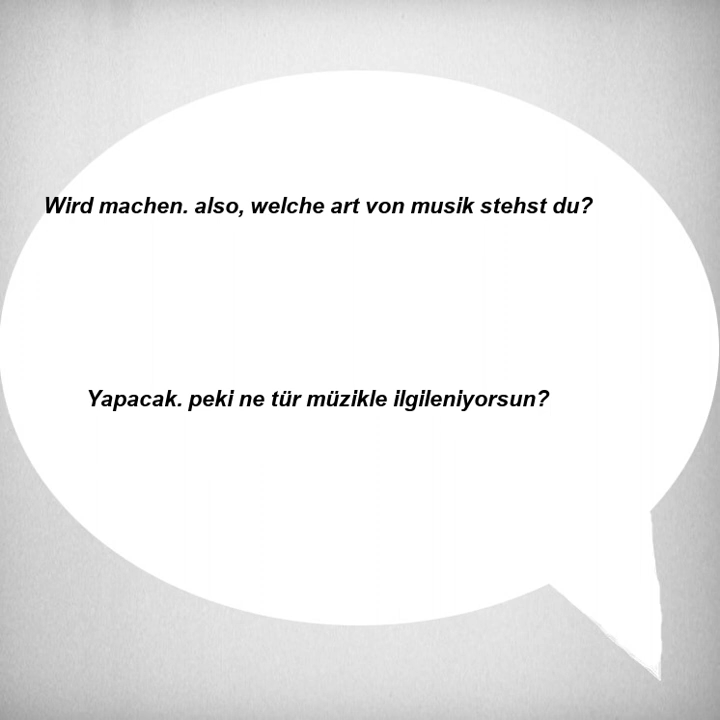 Wird machen. also, welche art von musik stehst du?
Yapacak. peki ne tür müzikle ilgileniyorsun?